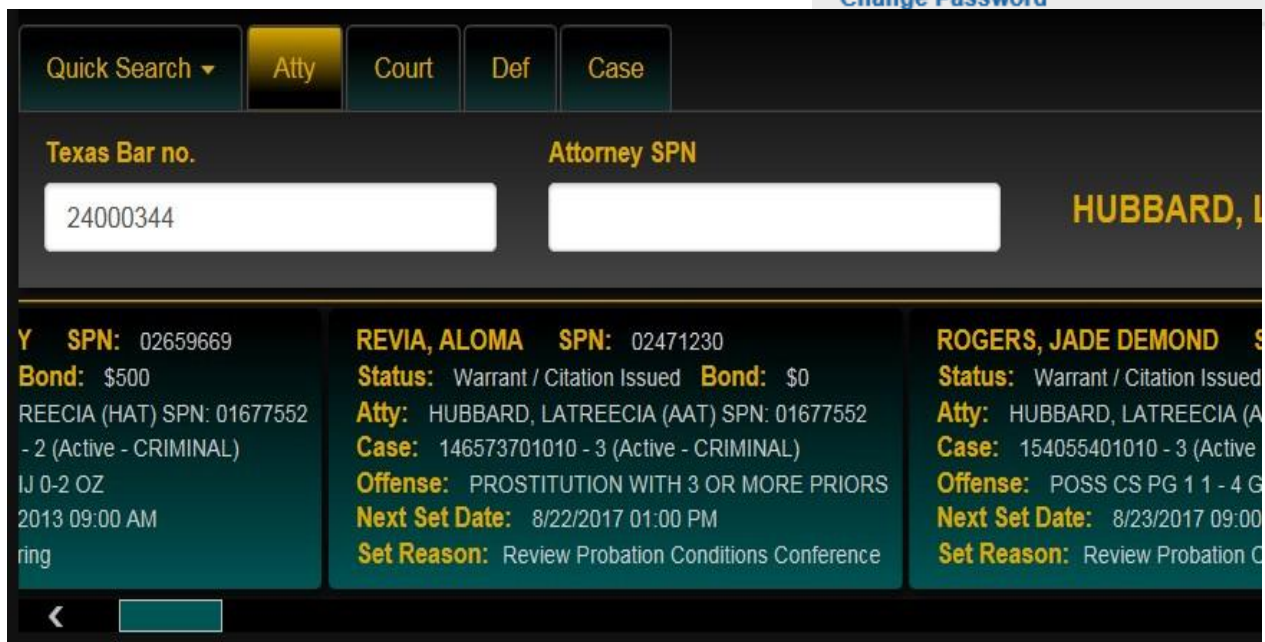 Change Password
Quick Search Atty Court Def Case
Texas Bar no. Attorney SPN
24000344
HUBBARD, L
Y SPN: 02659669
Bond: $500
REECIA (HAT) SPN: 01677552
- 2 (Active - CRIMINAL)
IJ 0-2 OZ
2013 09:00 AM
ring
REVIA, ALOMA SPN: 02471230
Status: Warrant / Citation Issued Bond: $0
Atty: HUBBARD, LATREECIA (AAT) SPN: 01677552
Case: 146573701010 - 3 (Active - CRIMINAL)
Offense: PROSTITUTION WITH 3 OR MORE PRIORS
Next Set Date: 8/22/2017 01:00 PM
Set Reason: Review Probation Conditions Conference
ROGERS, JADE DEMOND S
Status: Warrant / Citation Issued
Atty: HUBBARD, LATREECIA (A
Case: 154055401010 - 3 (Active
Offense: POSS CS PG 1 1 - 4 G
Next Set Date: 8/23/2017 09:00
Set Reason: Review Probation C